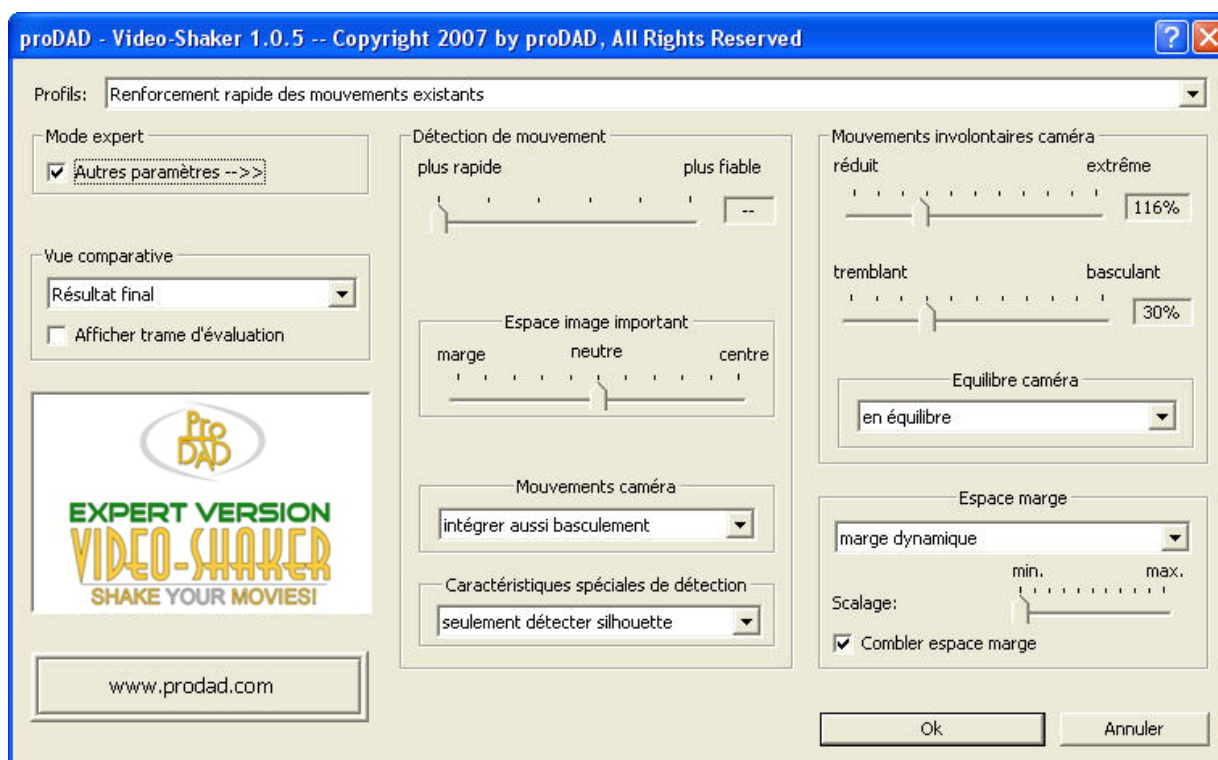 proDAD - Video-Shaker 1.0.5 -- Copyright 2007 by proDAD, All Rights Reserved
Profils: Renforcement rapide des mouvements existants
Mode expert
Autres paramètres -->>
Vue comparative
Résultat final
Afficher trame d'évaluation
ProDAD
EXPERT VERSION
VIDEO-SHAKER
SHAKE YOUR MOVIES!
www.prodad.com
Détection de mouvement
plus rapide plus fiable
--
Espace image important
marge neutre centre
Mouvements caméra
intégrer aussi basculement
Caractéristiques spéciales de détection
seulement détecter silhouette
Mouvements involontaires caméra
réduit extrême
116%
tremblant basculant
30%
Equilibre caméra
en équilibre
Espace marge
marge dynamique
min. max.
Scalage:
Combler espace marge
Ok Annuler